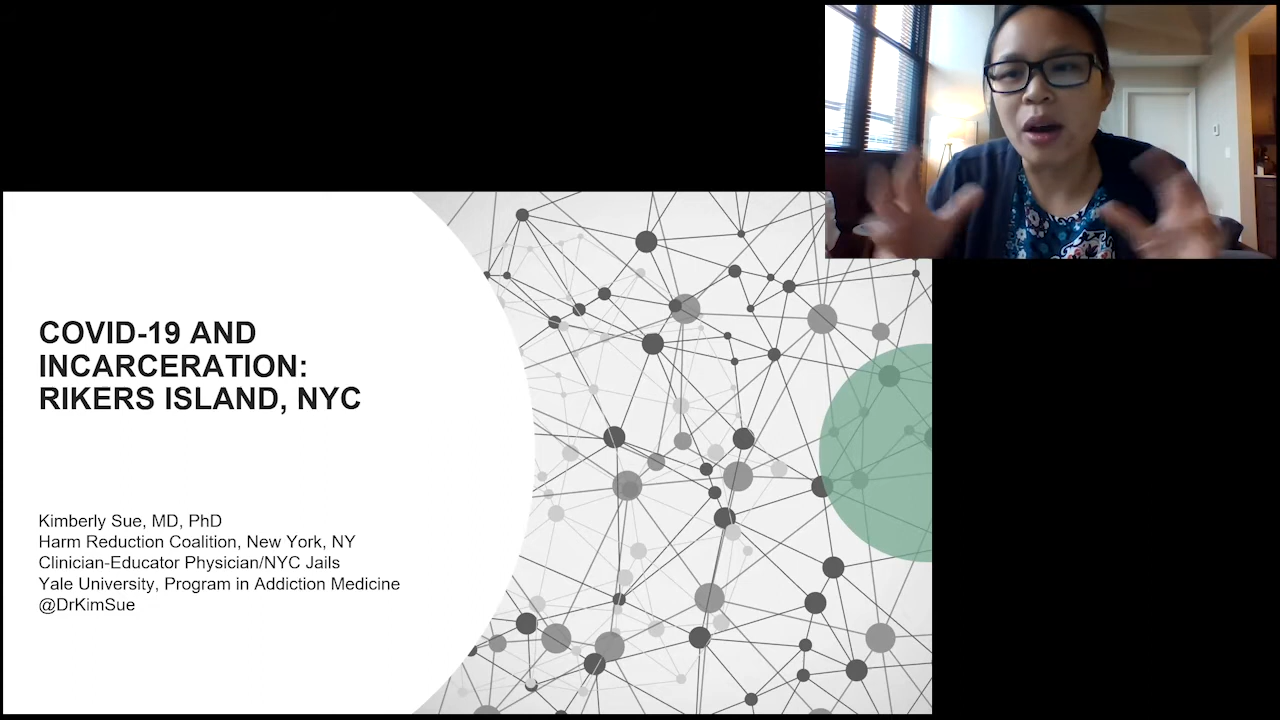 COVID-19 AND
INCARCERATION:
RIKERS ISLAND, NYC
Kimberly Sue, MD, PhD
Harm Reduction Coalition, New York, NY
Clinician-Educator Physician/NYC Jails
Yale University, Program in Addiction Medicine
@DrKimSue